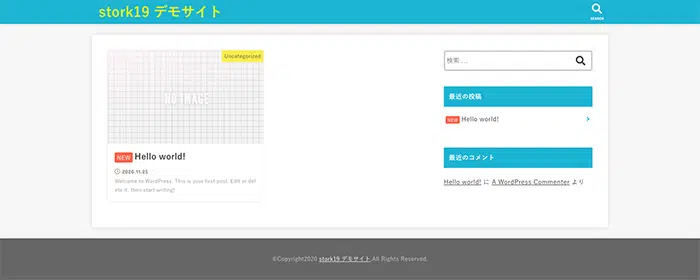 stork19 デモサイト
SEARCH
Uncategorized
NO IMAGE
NEW Hello world!
2020.11.25
Welcome to WordPress. This is your first post. Edit or del
ete it, then start writing!
検索 …
最近の投稿
NEW Hello world!
最近のコメント
Hello world! に A WordPress Commenter より
©Copyright2020 stork19 デモサイト.All Rights Reserved.